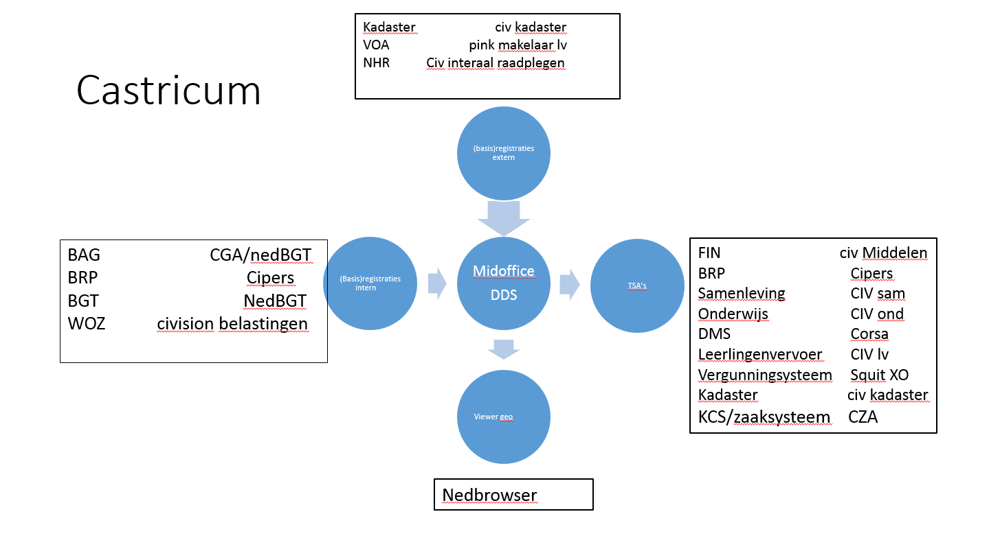 Kadaster civ kadaster
VOA pink makelaar lv
NHR Civ interaal raadplegen
Castricum
(basis)registraties
extern
BAG CGA/nedBGT
BRP Cipers
BGT NedBGT
WOZ civision belastingen
(Basis)registraties
intern
Midoffice
DDS
TSA's
FIN civ Middelen
BRP Cipers
Samenleving CIV sam
Onderwijs CIV ond
DMS Corsa
Leerlingenvervoer CIV lv
Vergunningsysteem Squit XO
Kadaster civ kadaster
KCS/zaaksysteem CZA
Viewer geo
Nedbrowser